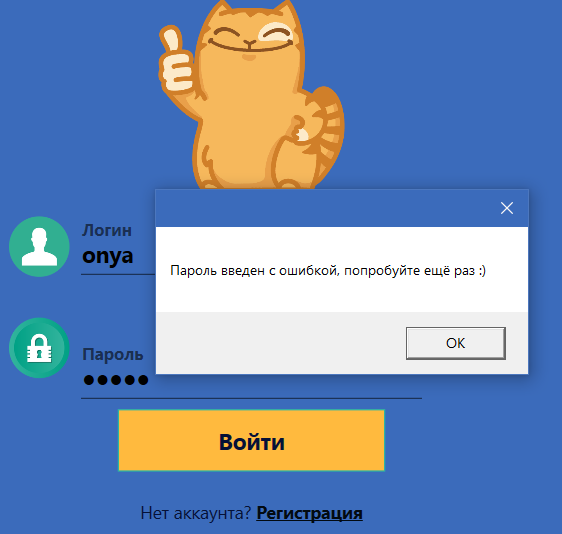 Логин
onya
Пароль введен с ошибкой, попробуйте ещё раз :)
OK
Пароль
●●●●●
Войти
Нет аккаунта? Регистрация